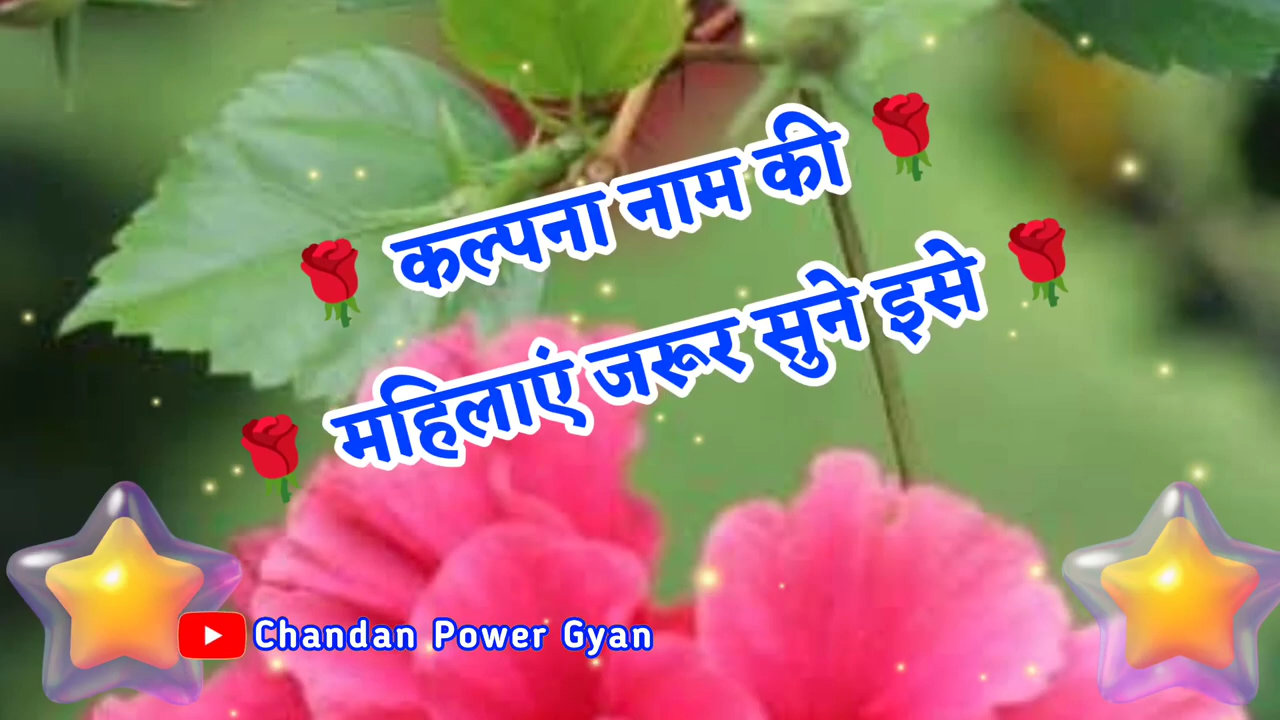 कल्पना नाम की
महिलाएं जरूर सुने इसे
Chandan Power Gyan